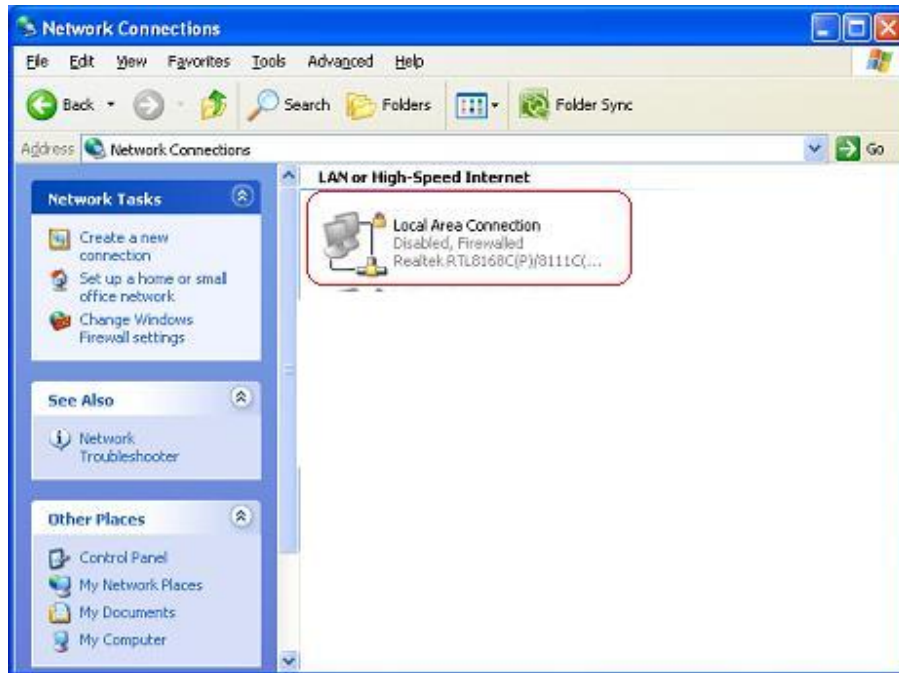 Network Connections
File Edit View Favorites Tools Advanced Help
Back Search Folders Folder Sync
Address Network Connections Go
LAN or High-Speed Internet
Local Area Connection
Disabled, Firewalled
Realtek RTL8168C(P)/8111C(...
Network Tasks
Create a new
connection
Set up a home or small
office network
Change Windows
Firewall settings
See Also
Network
Troubleshooter
Other Places
Control Panel
My Network Places
My Documents
My Computer